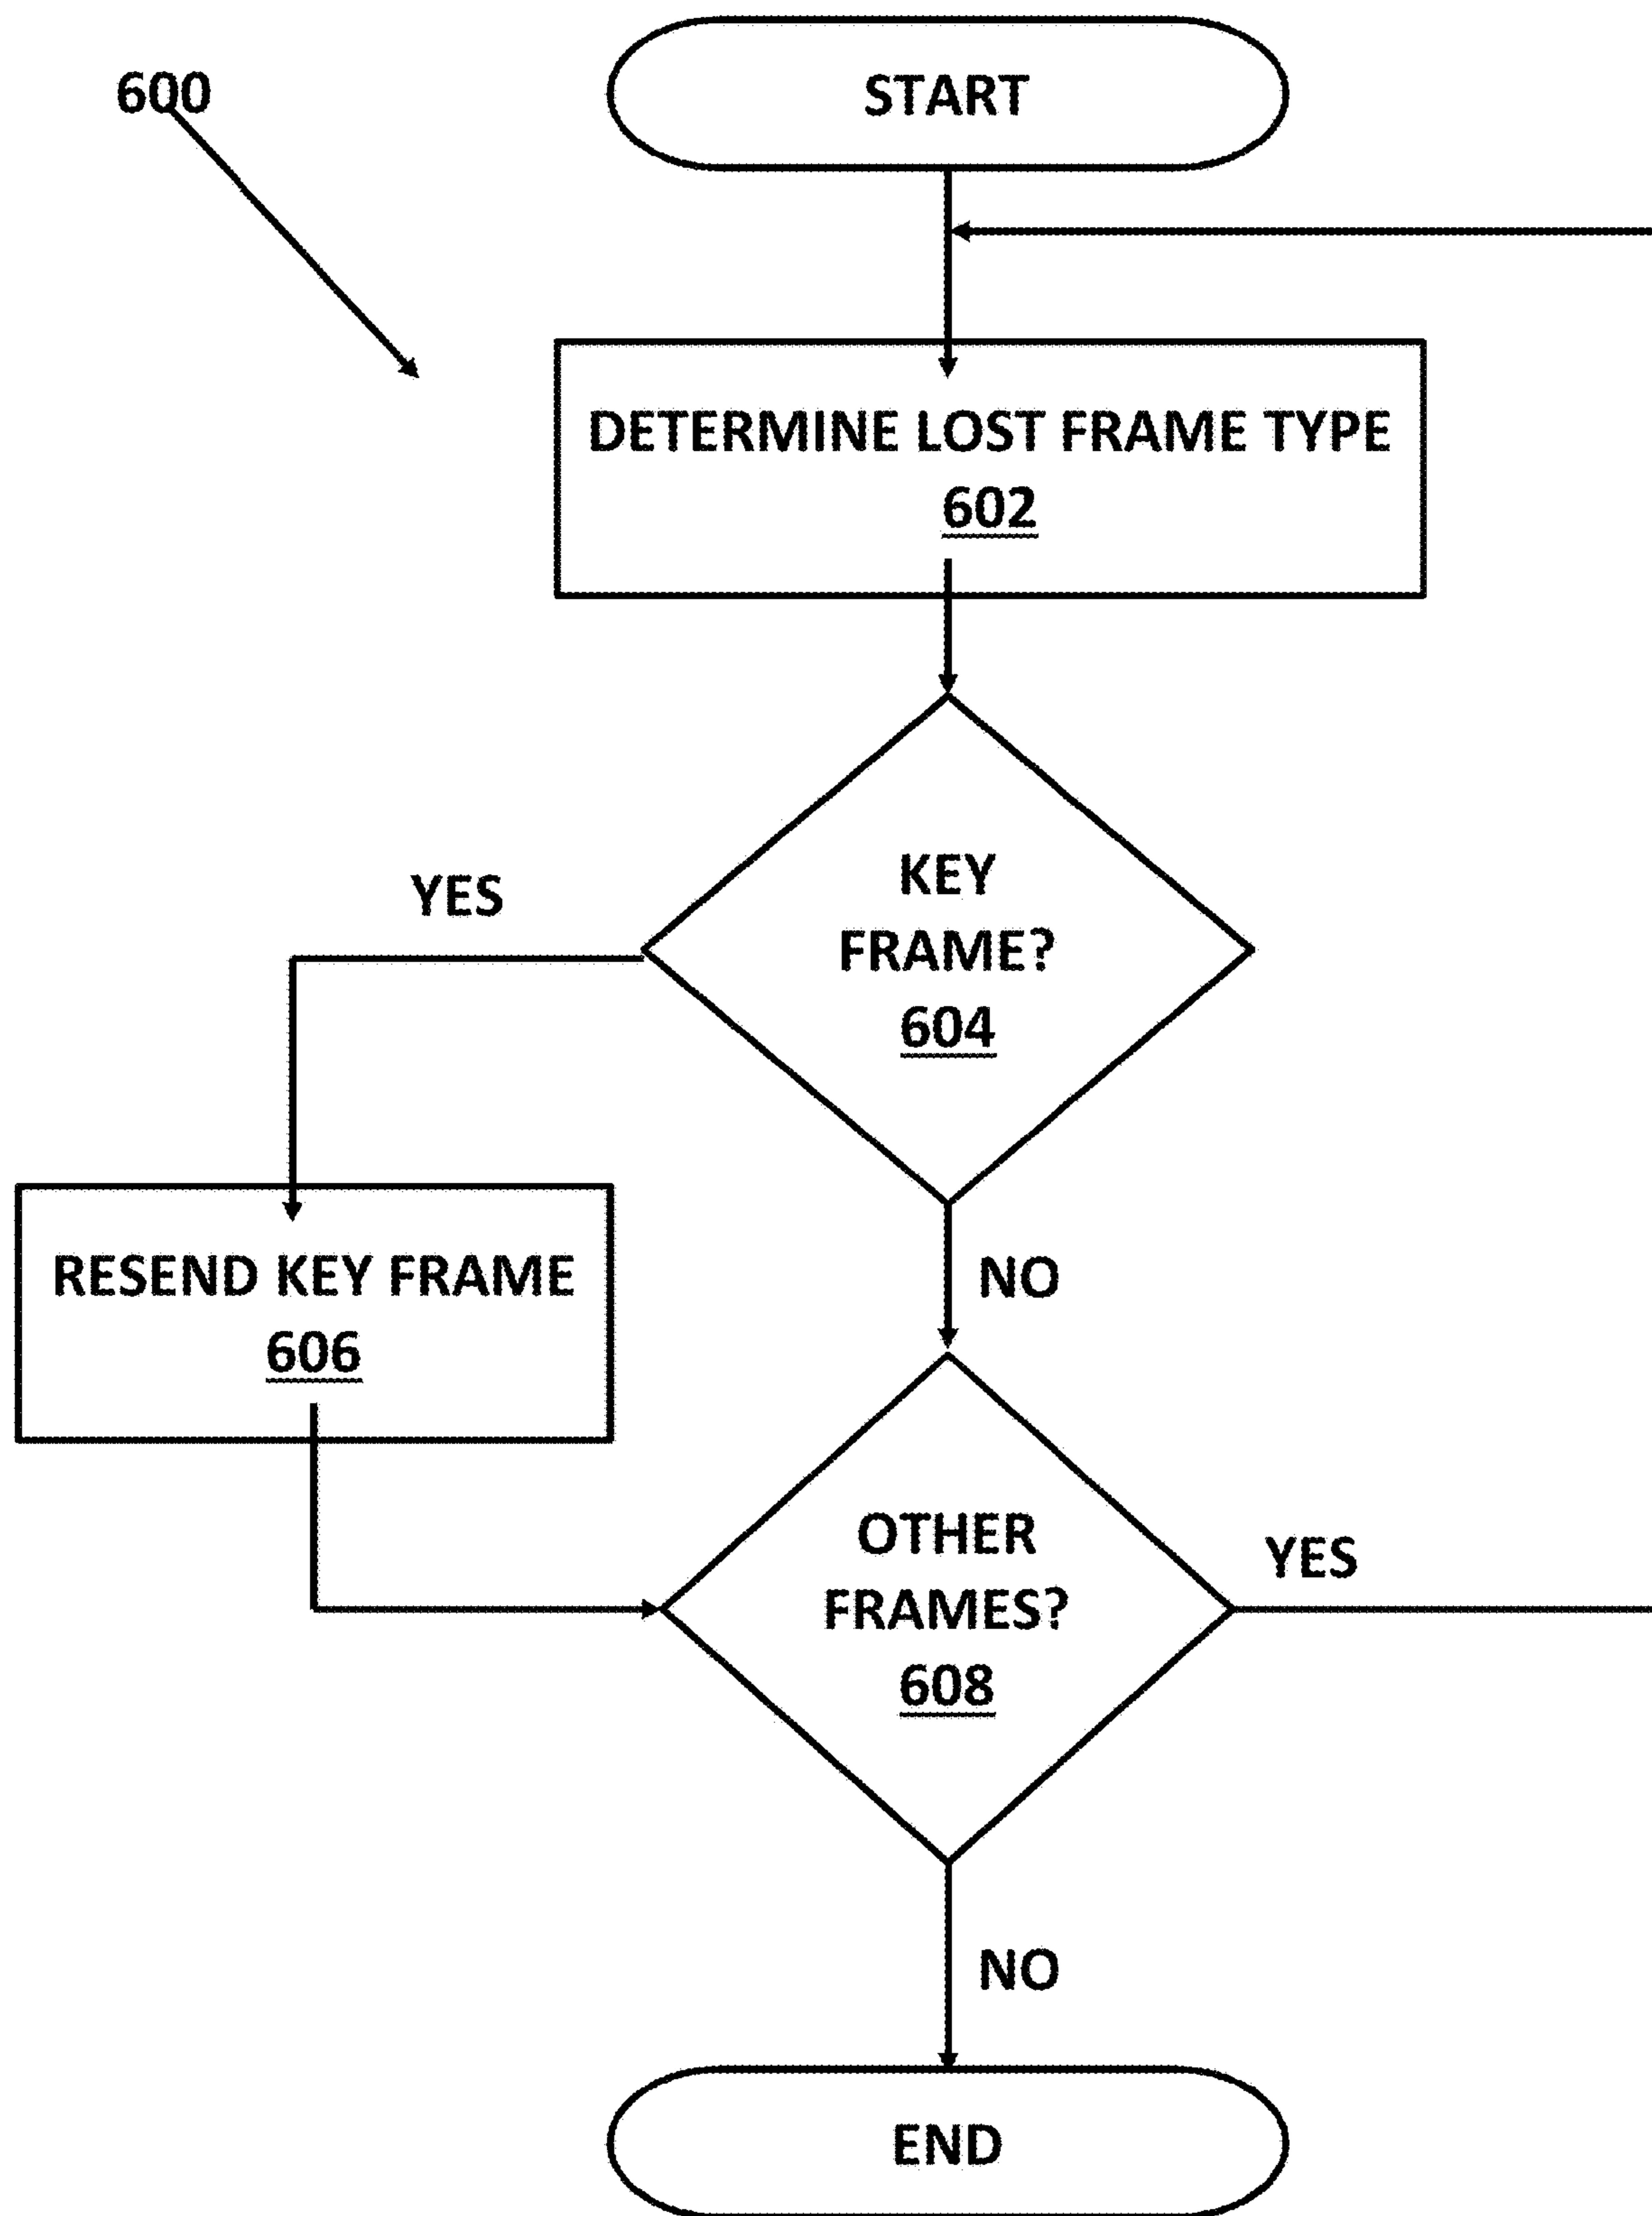 600
START
DETERMINE LOST FRAME TYPE
602
KEY
FRAME?
604
YES
RESEND KEY FRAME
606
NO
OTHER
FRAMES?
608
YES
NO
END